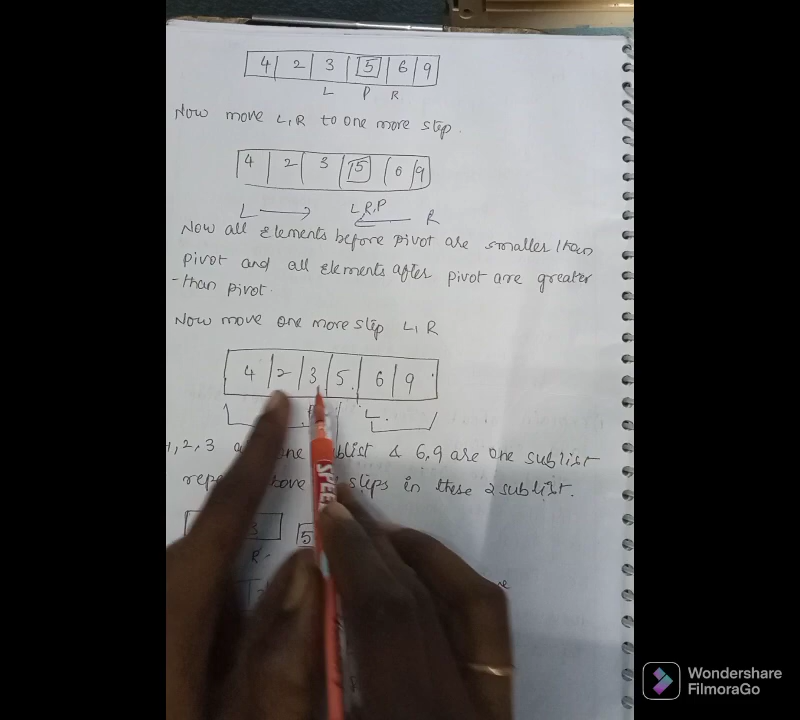 4 2 3 5 6 9
L P R
Now move L, R to one more step.
4 2 3 5 6 9
L L,R,P R
Now all elements before pivot are smaller than
pivot and all elements after pivot are greater
than pivot.
Now move one more step L, R
4 2 3 5 6 9
L
4, 2, 3 & 6, 9 are one sublist
steps in these 2 sublist.
3 5
R
SPEE
Wondershare
FilmoraGo